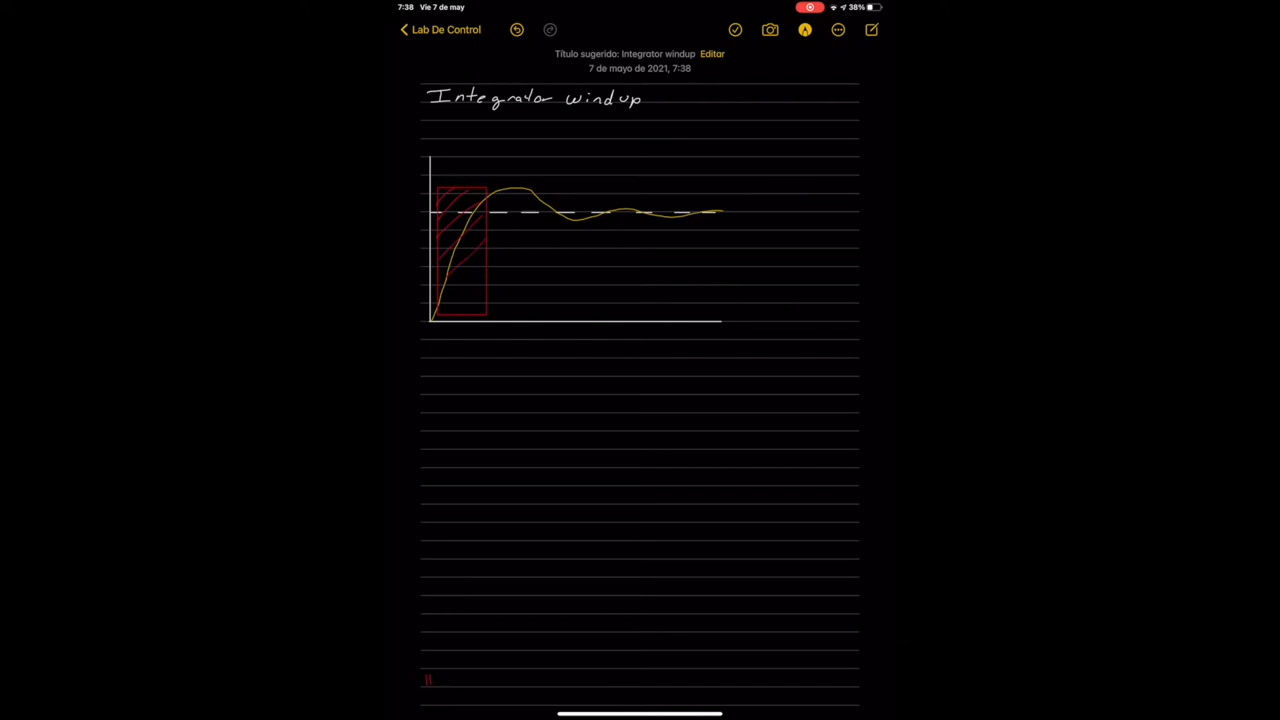 7:38 Vie 7 de may 38%
Lab De Control
Título sugerido: Integrator windup Editar
7 de mayo de 2021, 7:38
Integrador windup